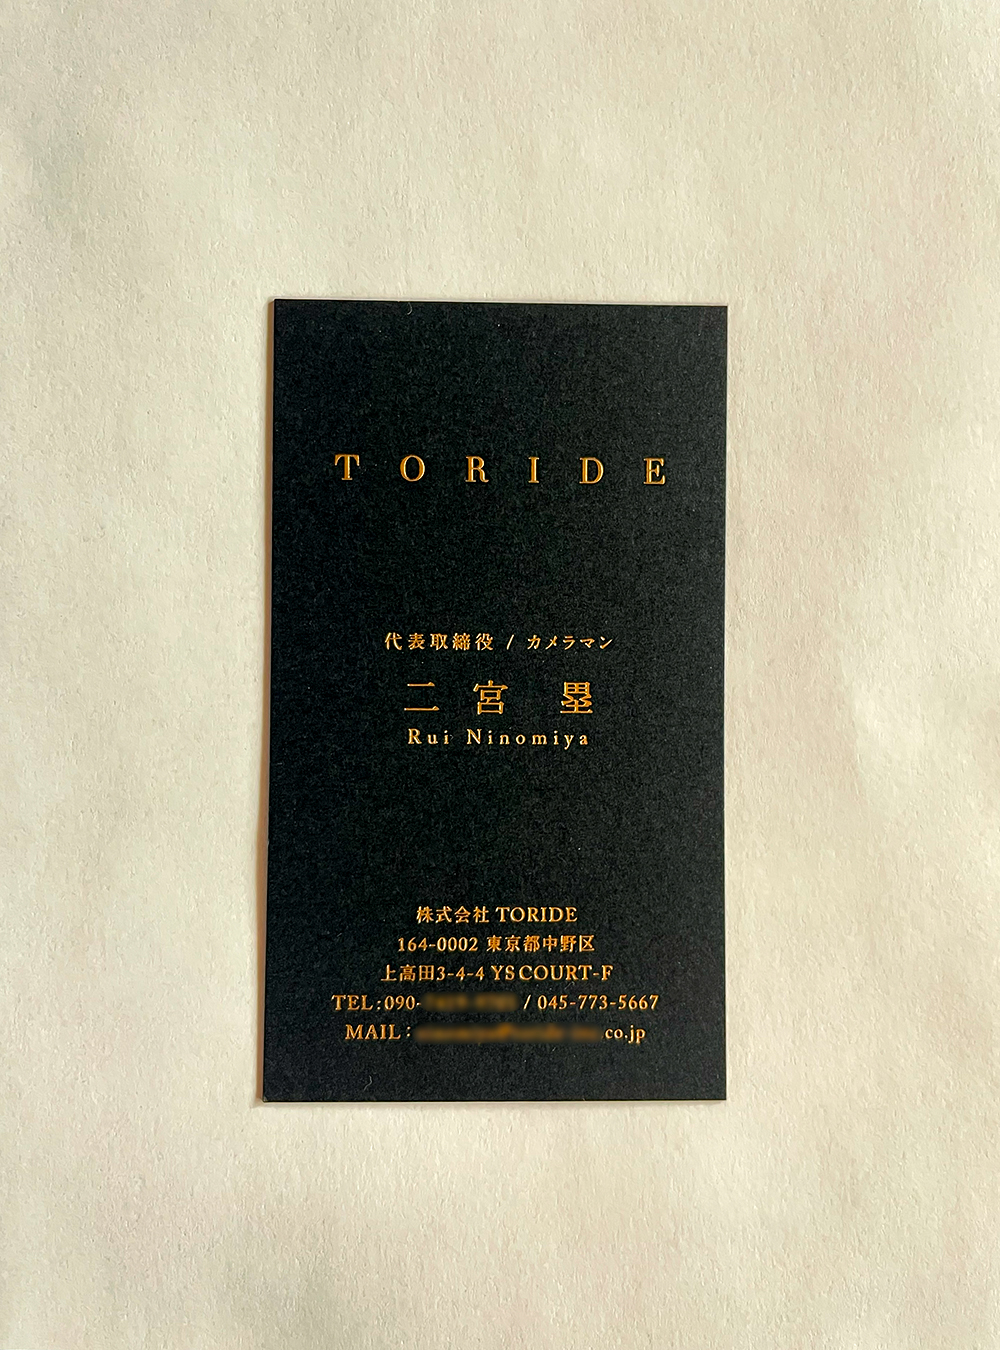 TORIDE
代表取締役 / カメラマン
二宮 塁
Rui Ninomiya
株式会社 TORIDE
164-0002 東京都中野区
上高田3-4-4 YS COURT-F
TEL:090- / 045-773-5667
MAIL: co.jp